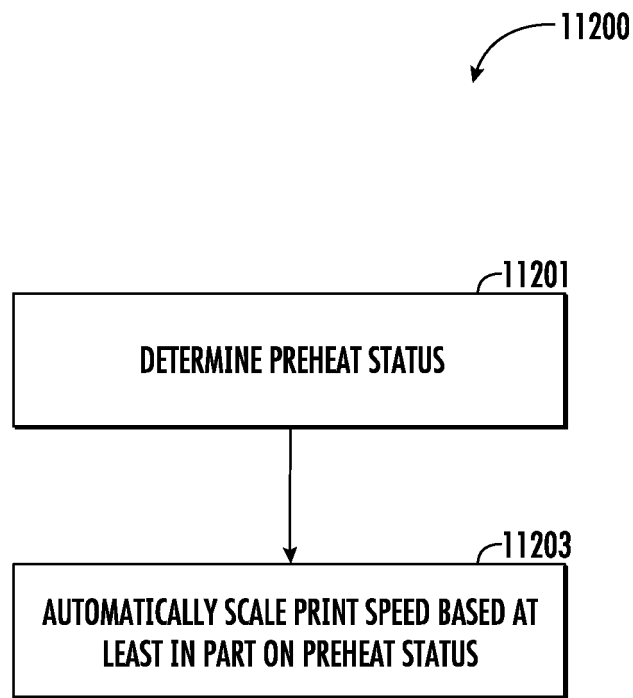 11200
11201
DETERMINE PREHEAT STATUS
11203
AUTOMATICALLY SCALE PRINT SPEED BASED AT
LEAST IN PART ON PREHEAT STATUS